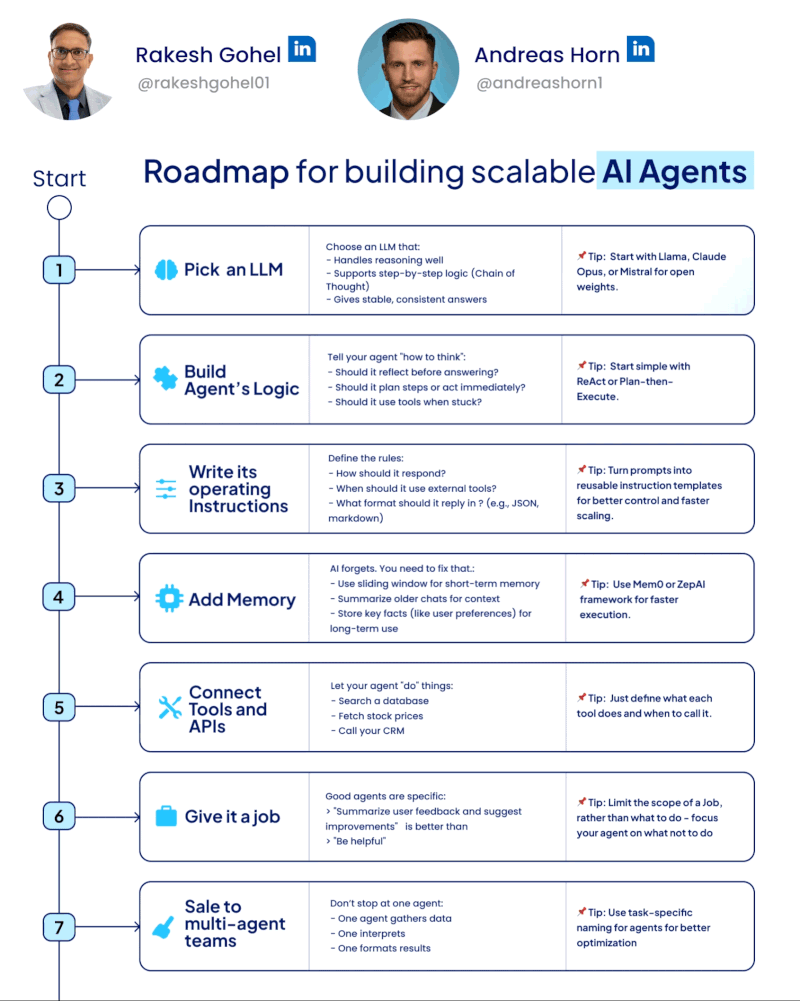 Rakesh Gohel in
@rakeshgohel01
Andreas Horn in
@andreashorn1
Start
Roadmap for building scalable AI Agents
1
Pick an LLM
Choose an LLM that:
- Handles reasoning well
- Supports step-by-step logic (Chain of
Thought)
- Gives stable, consistent answers
📌Tip: Start with Llama, Claude
Opus, or Mistral for open
weights.
2
Build
Agent's Logic
Tell your agent "how to think":
- Should it reflect before answering?
- Should it plan steps or act immediately?
- Should it use tools when stuck?
📌Tip: Start simple with
ReAct or Plan-then-
Execute.
3
Write its
operating
Instructions
Define the rules:
- How should it respond?
- When should it use external tools?
- What format should it reply in ? (e.g., JSON,
markdown)
📌Tip: Turn prompts into
reusable instruction templates
for better control and faster
scaling.
4
Add Memory
AI forgets. You need to fix that.:
- Use sliding window for short-term memory
- Summarize older chats for context
- Store key facts (like user preferences) for
long-term use
📌Tip: Use Mem0 or ZepAI
framework for faster
execution.
5
Connect
Tools and
APIs
Let your agent "do" things:
- Search a database
- Fetch stock prices
- Call your CRM
📌Tip: Just define what each
tool does and when to call it.
6
Give it a job
Good agents are specific:
> "Summarize user feedback and suggest
improvements" is better than
> "Be helpful"
📌Tip: Limit the scope of a Job,
rather than what to do - focus
your agent on what not to do
7
Sale to
multi-agent
teams
Don't stop at one agent:
- One agent gathers data
- One interprets
- One formats results
📌Tip: Use task-specific
naming for agents for better
optimization